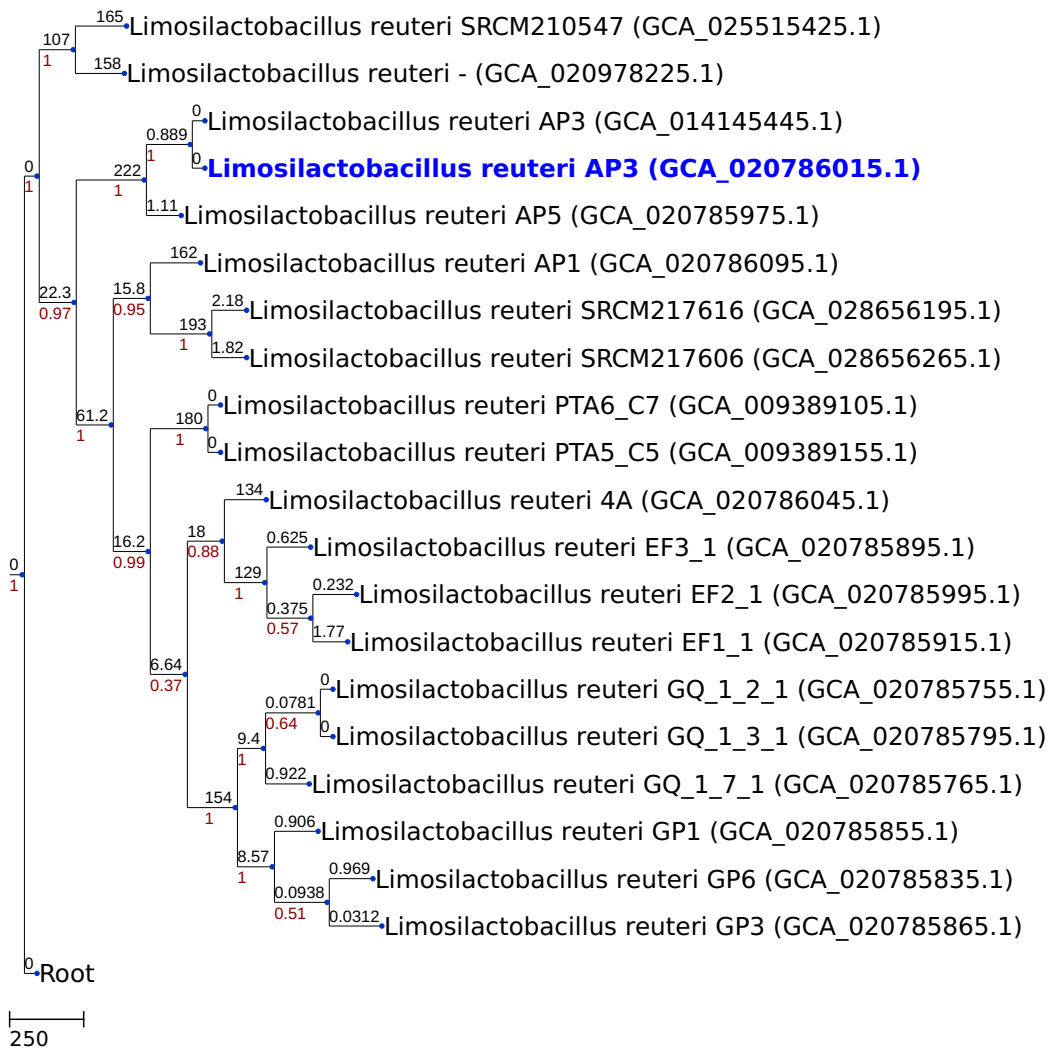 165
Limosilactobacillus reuteri SRCM210547 (GCA_025515425.1)
107
1
158
Limosilactobacillus reuteri - (GCA_020978225.1)
0
Limosilactobacillus reuteri AP3 (GCA_014145445.1)
0.889
1
0
Limosilactobacillus reuteri AP3 (GCA_020786015.1)
0
1
222
1
1.11
Limosilactobacillus reuteri AP5 (GCA_020785975.1)
162
Limosilactobacillus reuteri AP1 (GCA_020786095.1)
22.3
0.97
15.8
0.95
2.18
Limosilactobacillus reuteri SRCM217616 (GCA_028656195.1)
193
1
1.82
Limosilactobacillus reuteri SRCM217606 (GCA_028656265.1)
0
Limosilactobacillus reuteri PTA6_C7 (GCA_009389105.1)
61.2
1
180
1
0
Limosilactobacillus reuteri PTA5_C5 (GCA_009389155.1)
134
Limosilactobacillus reuteri 4A (GCA_020786045.1)
16.2
0.99
18
0.88
0.625
Limosilactobacillus reuteri EF3_1 (GCA_020785895.1)
0
1
129
1
0.232
Limosilactobacillus reuteri EF2_1 (GCA_020785995.1)
0.375
0.57
1.77
Limosilactobacillus reuteri EF1_1 (GCA_020785915.1)
6.64
0.37
0
Limosilactobacillus reuteri GQ_1_2_1 (GCA_020785755.1)
0.0781
0.64
0
Limosilactobacillus reuteri GQ_1_3_1 (GCA_020785795.1)
9.4
1
0.922
Limosilactobacillus reuteri GQ_1_7_1 (GCA_020785765.1)
154
1
0.906
Limosilactobacillus reuteri GP1 (GCA_020785855.1)
8.57
1
0.969
Limosilactobacillus reuteri GP6 (GCA_020785835.1)
0.0938
0.51
0.0312
Limosilactobacillus reuteri GP3 (GCA_020785865.1)
0
Root
250